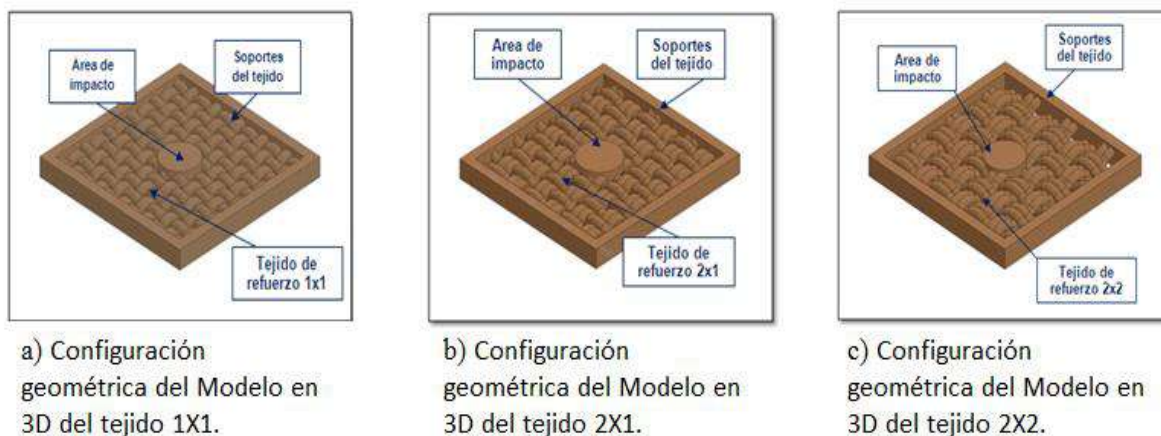 Area de
impacto
Soportes
del tejido
Tejido de
refuerzo 1x1
a) Configuración
geométrica del Modelo en
3D del tejido 1X1.
Area de
impacto
Soportes
del tejido
Tejido de
refuerzo 2x1
b) Configuración
geométrica del Modelo en
3D del tejido 2X1.
Area de
impacto
Soportes
del tejido
Tejido de
refuerzo 2x2
c) Configuración
geométrica del Modelo en
3D del tejido 2X2.